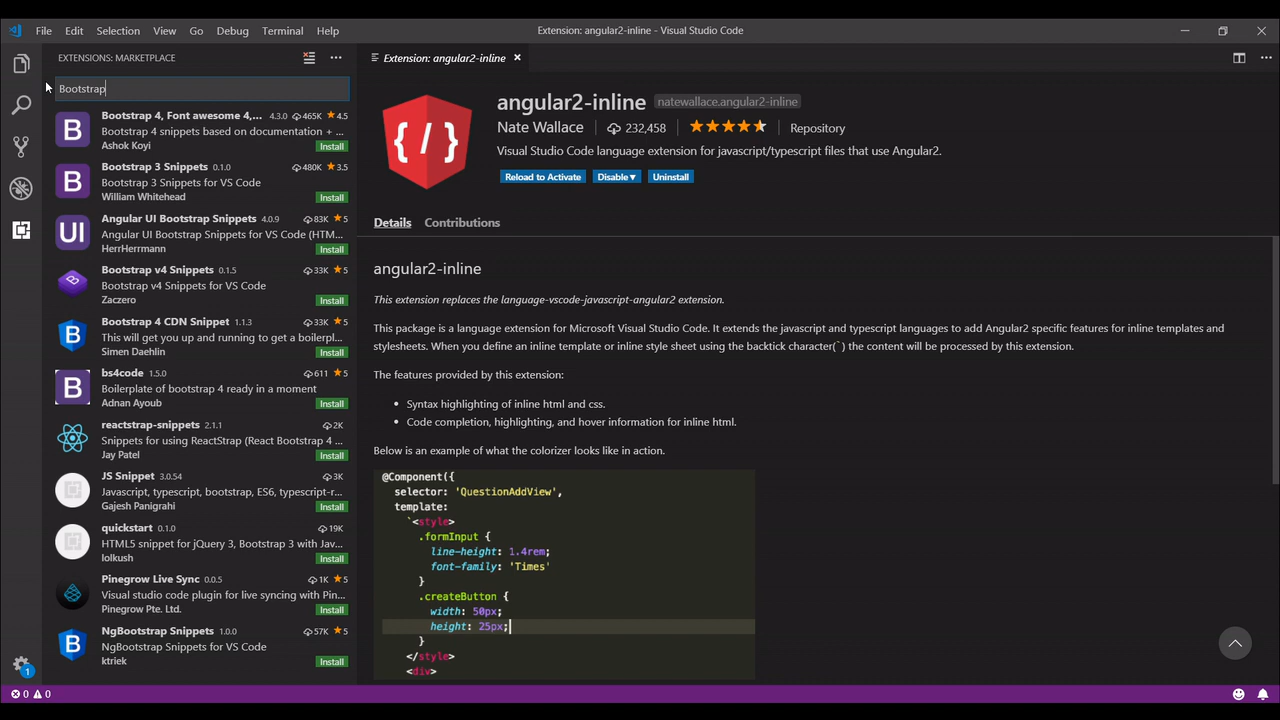 File Edit Selection View Go Debug Terminal Help
Extension: angular2-inline - Visual Studio Code
EXTENSIONS: MARKETPLACE
Bootstrap
Bootstrap 4, Font awesome 4,... 4.3.0 465K 4.5
Bootstrap 4 snippets based on documentation + ...
Ashok Koyi Install
Bootstrap 3 Snippets 0.1.0 480K 3.5
Bootstrap 3 Snippets for VS Code
William Whitehead Install
Angular UI Bootstrap Snippets 4.0.9 83K 5
Angular UI Bootstrap Snippets for VS Code (HTM...
HerrHerrmann Install
Bootstrap v4 Snippets 0.1.5 33K 5
Bootstrap v4 Snippets for VS Code
Zaczero Install
Bootstrap 4 CDN Snippet 1.1.3 33K 5
This will get you up and running to get a boilerpl...
Simen Daehlin Install
bs4code 1.5.0 611 5
Boilerplate of bootstrap 4 ready in a moment
Adnan Ayoub Install
reactstrap-snippets 2.1.1 2K
Snippets for using ReactStrap (React Bootstrap 4 ...
Jay Patel Install
JS Snippet 3.0.54 3K
Javascript, typescript, bootstrap, ES6, typescript-r...
Gajesh Panigrahi Install
quickstart 0.1.0 19K
HTML5 snippet for jQuery 3, Bootstrap 3 with Jav...
lolkush Install
Pinegrow Live Sync 0.0.5 1K 5
Visual studio code plugin for live syncing with Pin...
Pinegrow Pte. Ltd. Install
NgBootstrap Snippets 1.0.0 57K 5
NgBootstrap Snippets for VS Code
ktriek Install
B
B
UI
B
B
B
1
0 0
Extension: angular2-inline
{/}
angular2-inline natewallace.angular2-inline
Nate Wallace 232,458 Repository
Visual Studio Code language extension for javascript/typescript files that use Angular2.
Reload to Activate Disable Uninstall
Details Contributions
angular2-inline
This extension replaces the language-vscode-javascript-angular2 extension.
This package is a language extension for Microsoft Visual Studio Code. It extends the javascript and typescript languages to add Angular2 specific features for inline templates and
stylesheets. When you define an inline template or inline style sheet using the backtick character(`) the content will be processed by this extension.
The features provided by this extension:
• Syntax highlighting of inline html and css.
• Code completion, highlighting, and hover information for inline html.
Below is an example of what the colorizer looks like in action.
@Component({
selector: 'QuestionAddView',
template:
`<style>
.formInput {
line-height: 1.4rem;
font-family: 'Times'
}
.createButton {
width: 50px;
height: 25px;
}
</style>
<div>